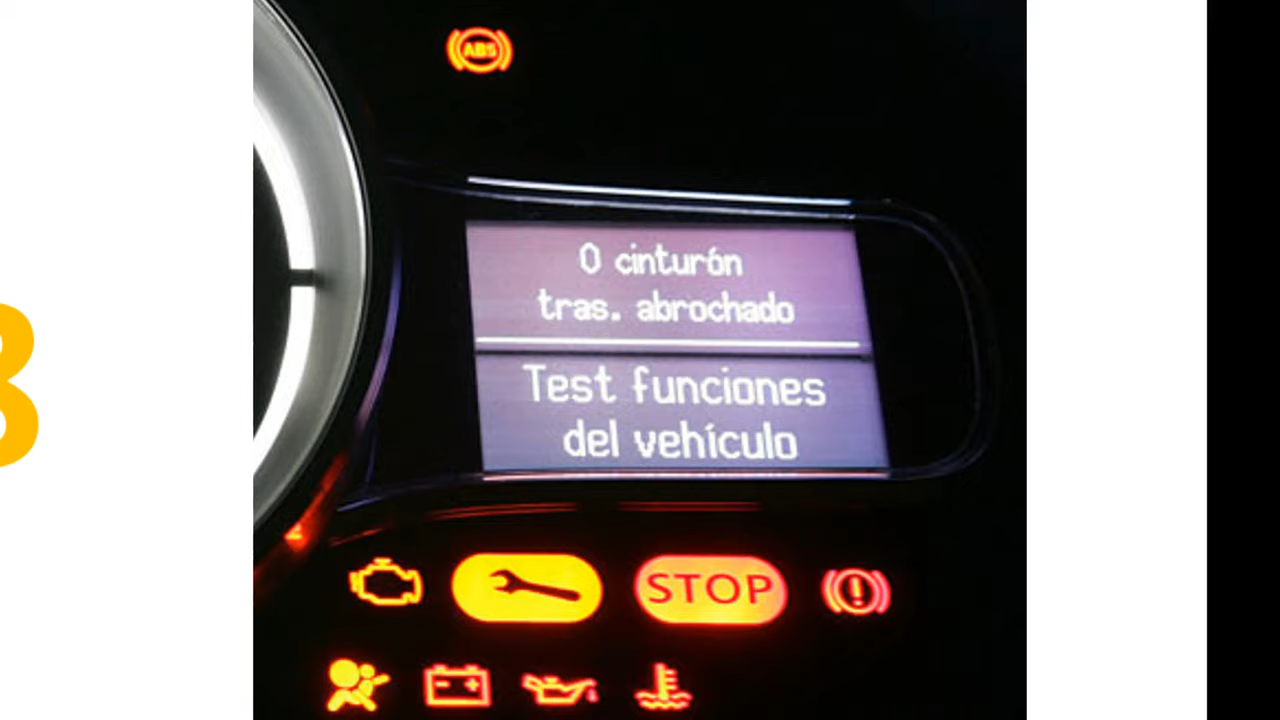 ABS
0 cinturón
tras. abrochado
Test funciones
del vehículo
STOP